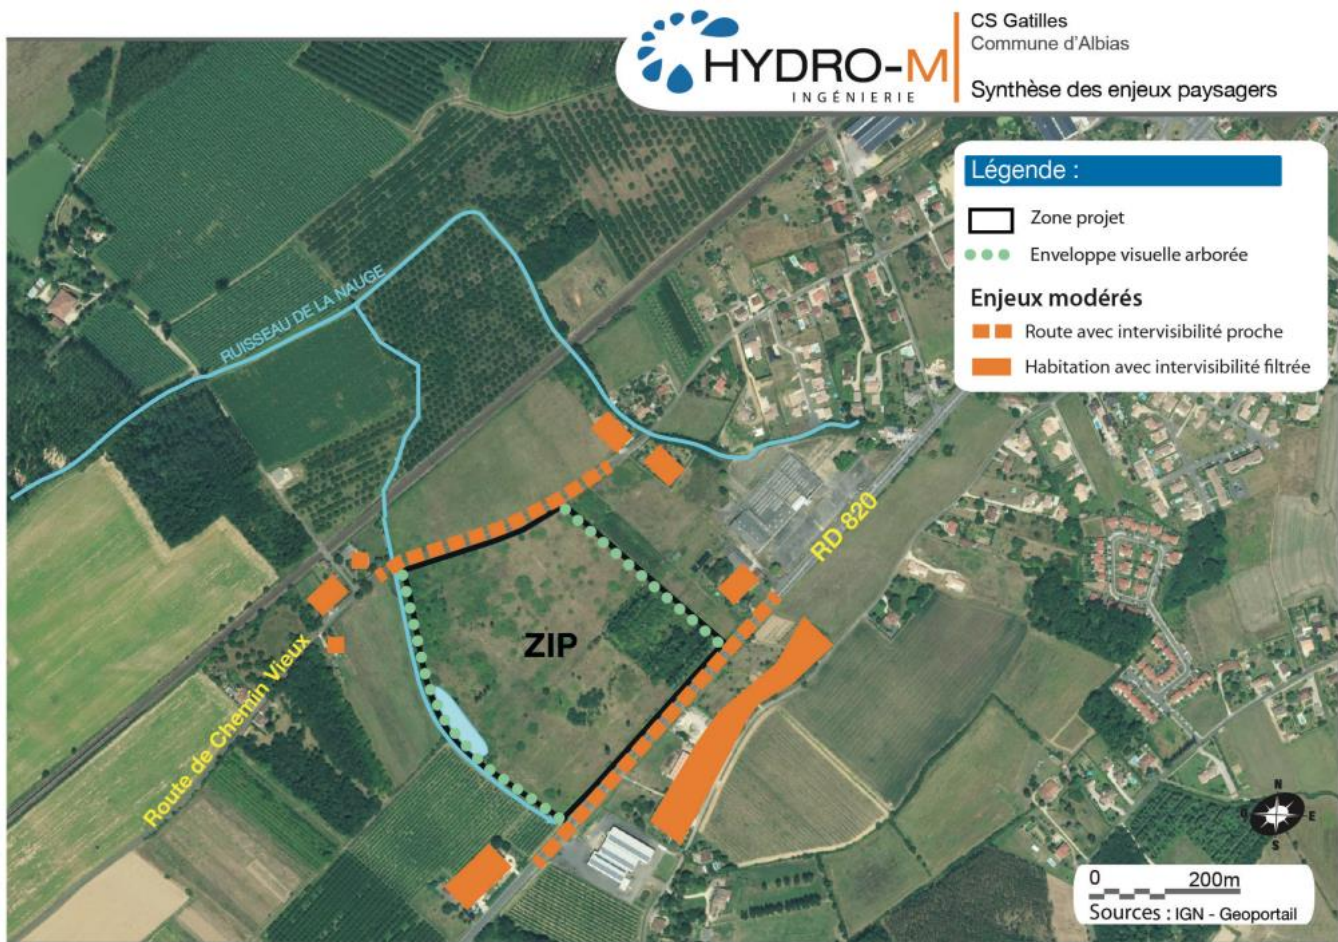 HYDRO-M
INGÉNIERIE
CS Gatilles
Commune d'Albias
Synthèse des enjeux paysagers
Légende :
Zone projet
Enveloppe visuelle arborée
Enjeux modérés
Route avec intervisibilité proche
Habitation avec intervisibilité filtrée
RUISSEAU DE LA NAUGE
RD 820
ZIP
Route de Chemin Vieux
N
O E
S
0 200m
Sources : IGN - Geoportail